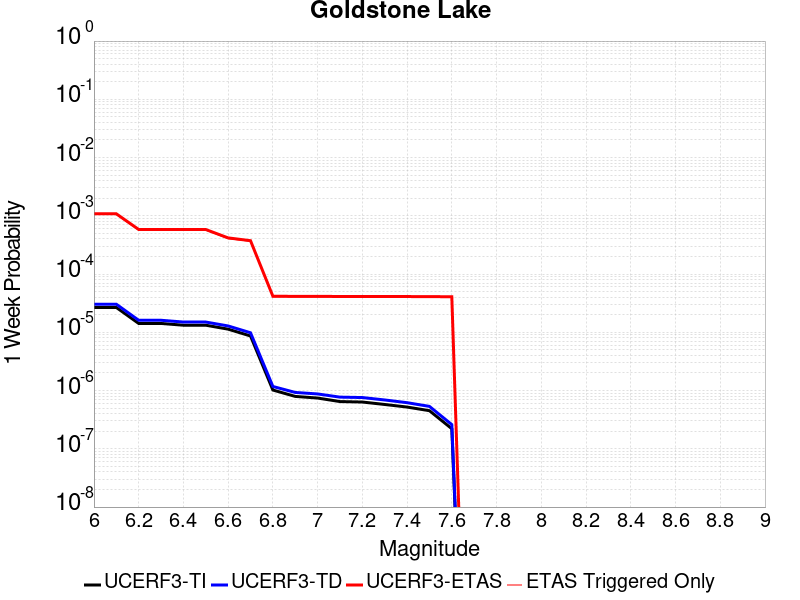 Goldstone Lake
10^0
10^-1
10^-2
10^-3
10^-4
10^-5
10^-6
10^-7
10^-8
1 Week Probability
6 6.2 6.4 6.6 6.8 7 7.2 7.4 7.6 7.8 8 8.2 8.4 8.6 8.8 9
Magnitude
UCERF3-TI UCERF3-TD UCERF3-ETAS ETAS Triggered Only